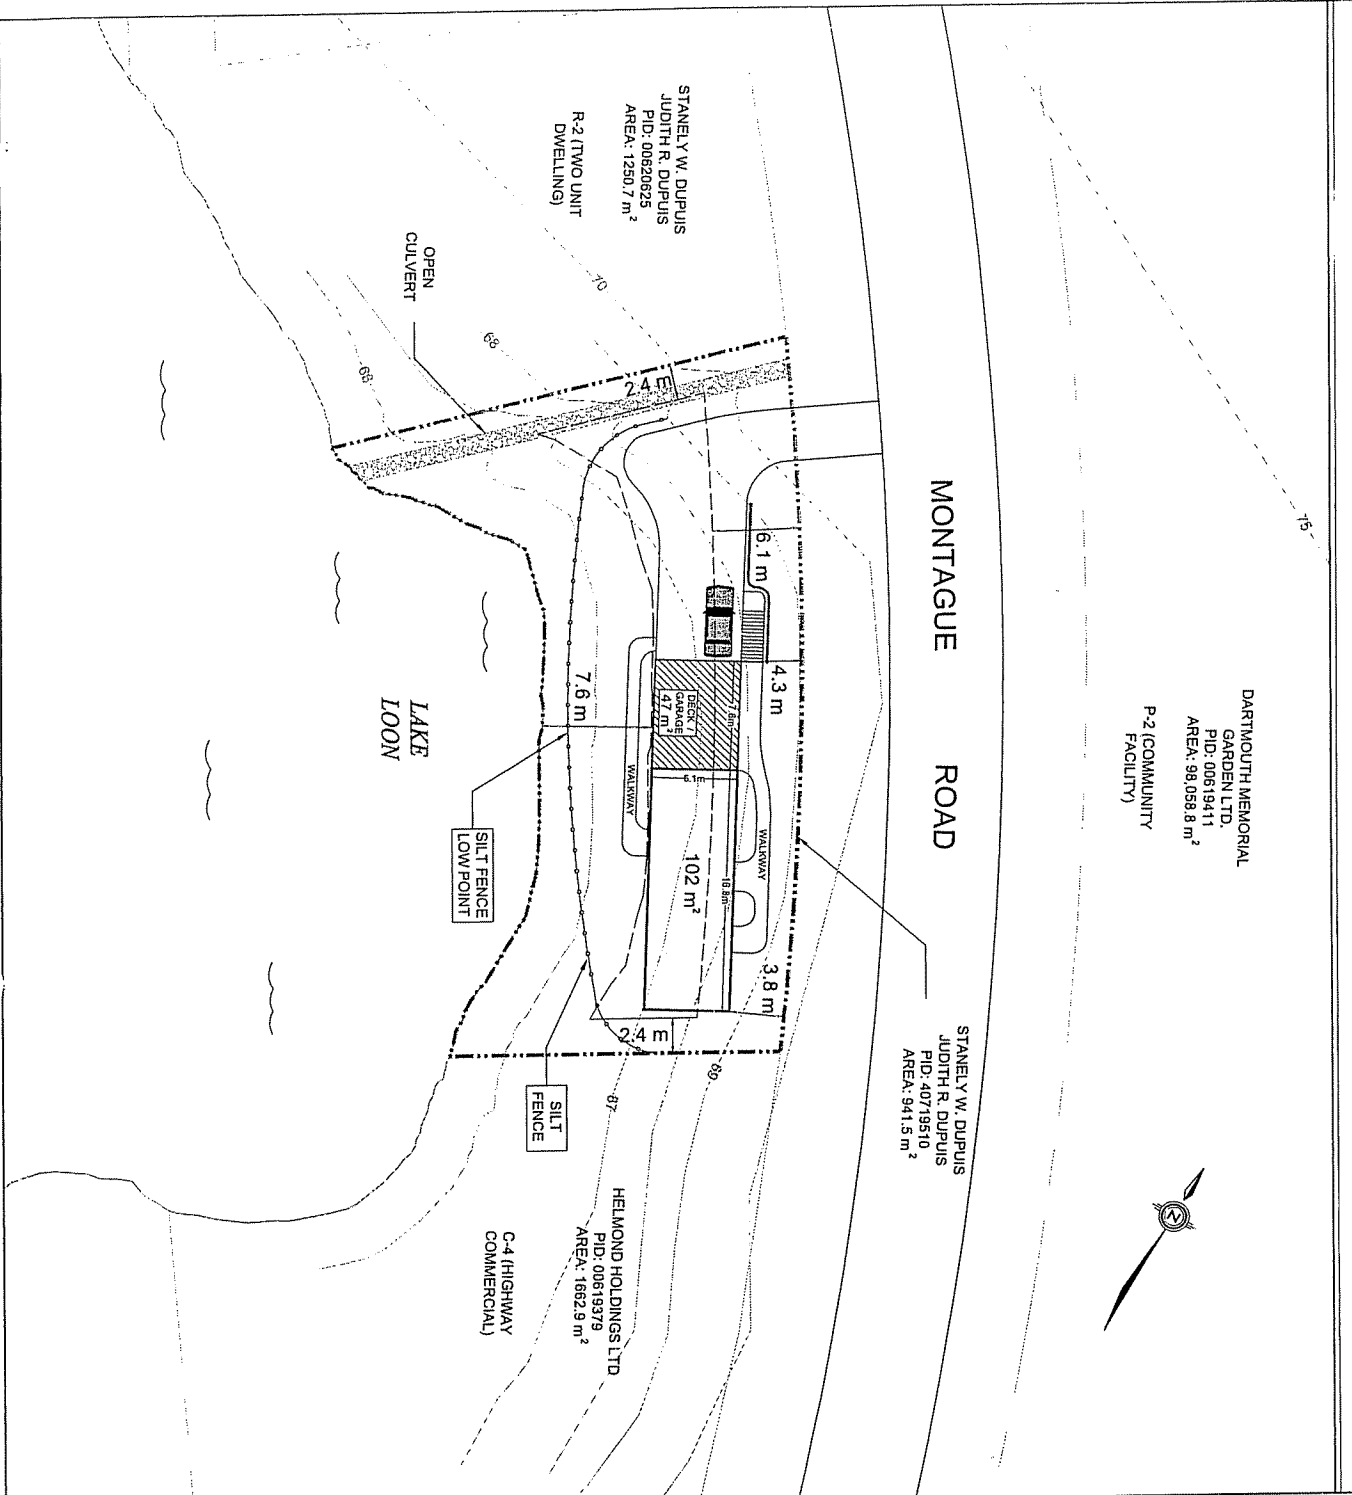 DARTMOUTH MEMORIAL
GARDEN LTD.
PID: 00619411
AREA: 98,058.8 m²
P-2 (COMMUNITY
FACILITY)
75
MONTAGUE ROAD
STANELY W. DUPUIS
JUDITH R. DUPUIS
PID: 40719510
AREA: 941.5 m²
STANELY W. DUPUIS
JUDITH R. DUPUIS
PID: 00620625
AREA: 1250.7 m²
R-2 (TWO UNIT
DWELLING)
70
68
68
OPEN
CULVERT
2.4 m
6.1 m
4.3 m
3.8 m
7.6m
DECK /
GARAGE
47 m²
6.1m
16.8m
102 m²
WALKWAY
WALKWAY
7.6 m
2.4 m
69
67
LAKE
LOON
SILT FENCE
LOW POINT
SILT
FENCE
HELMOND HOLDINGS LTD
PID: 00619379
AREA: 1662.9 m²
C-4 (HIGHWAY
COMMERCIAL)
N